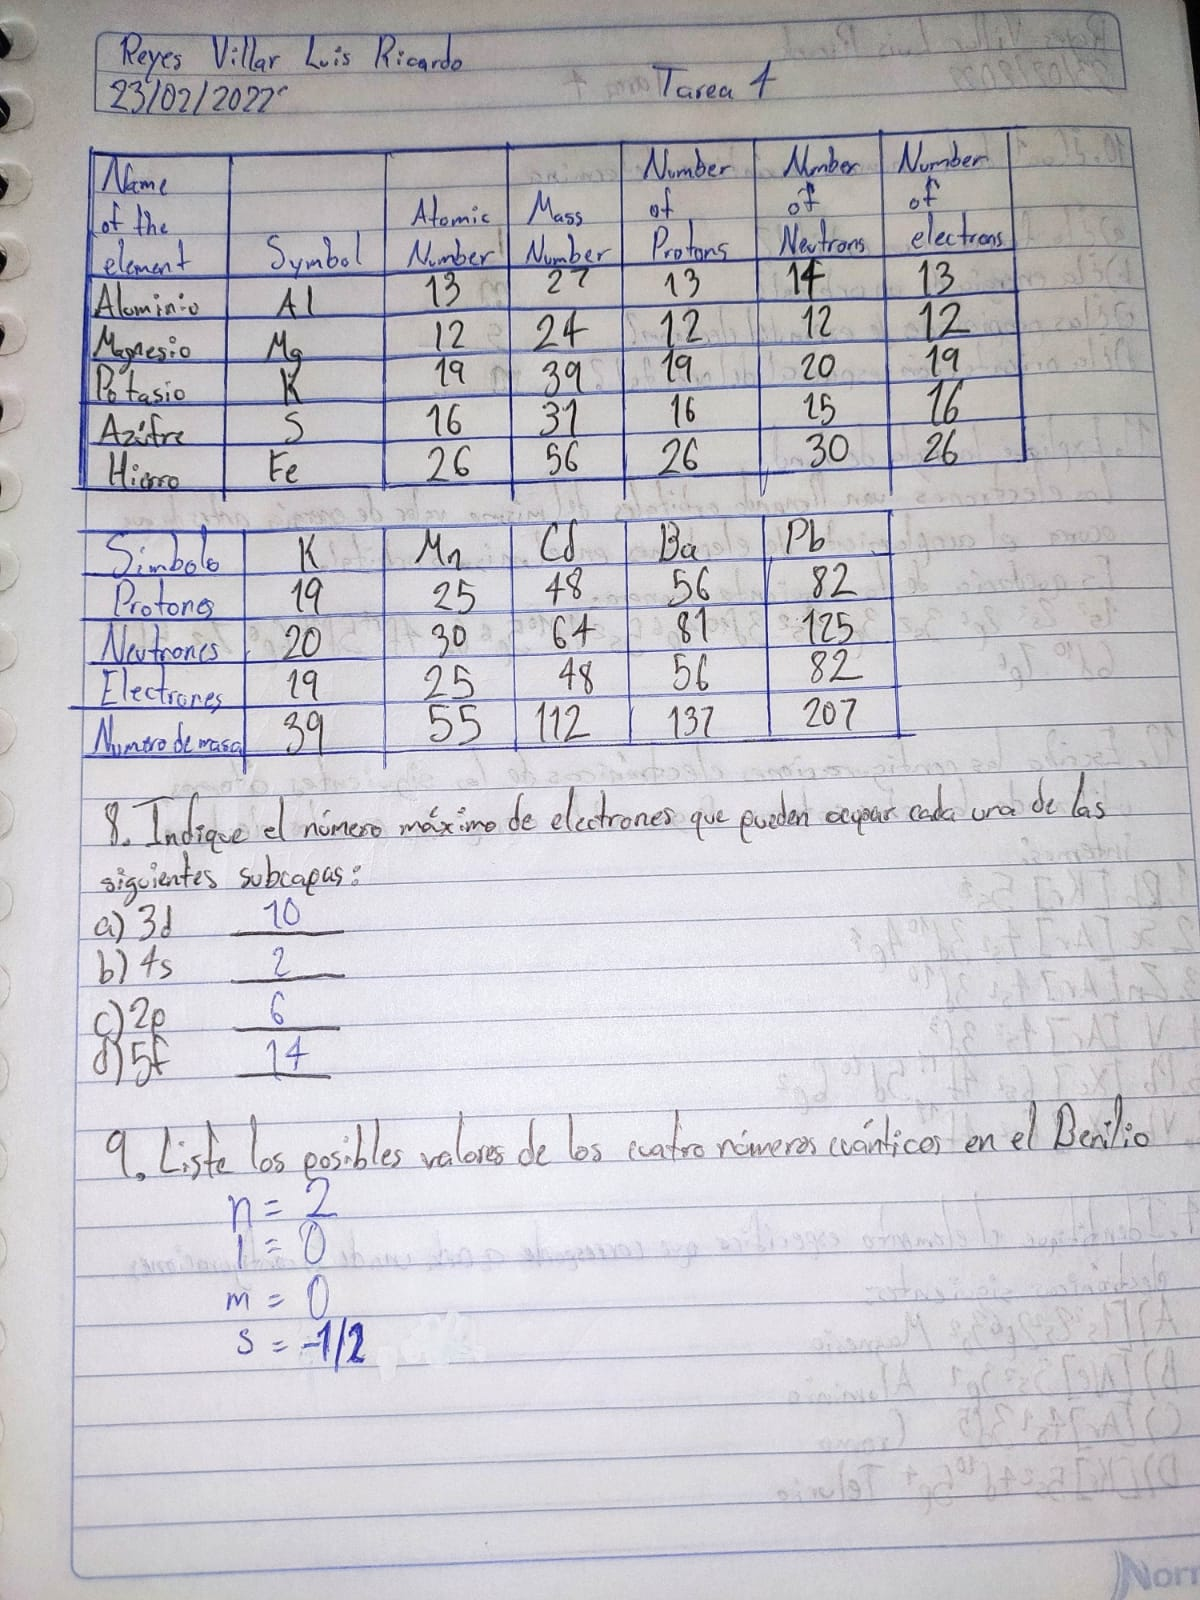 Reyes Villar Luis Ricardo
23/02/2022
Tarea 4
Name of the element | Symbol | Atomic Number | Mass Number | Number of Protons | Number of Neutrons | Number of electrons
Aluminio | Al | 13 | 27 | 13 | 14 | 13
Magnesio | Mg | 12 | 24 | 12 | 12 | 12
Potasio | K | 19 | 39 | 19 | 20 | 19
Azufre | S | 16 | 31 | 16 | 15 | 16
Hierro | Fe | 26 | 56 | 26 | 30 | 26
Simbolo | K | Mn | Cd | Ba | Pb
Protones | 19 | 25 | 48 | 56 | 82
Neutrones | 20 | 30 | 64 | 81 | 125
Electrones | 19 | 25 | 48 | 56 | 82
Numero de masa | 39 | 55 | 112 | 137 | 207
8. Indique el número máximo de electrones que pueden ocupar cada una de las
siguientes subcapas:
a) 3d 10
b) 4s 2
c) 2p 6
d) 5f 14
9. Liste los posibles valores de los cuatro números cuánticos en el Berilio
n = 2
l = 0
m = 0
s = -1/2
Norm